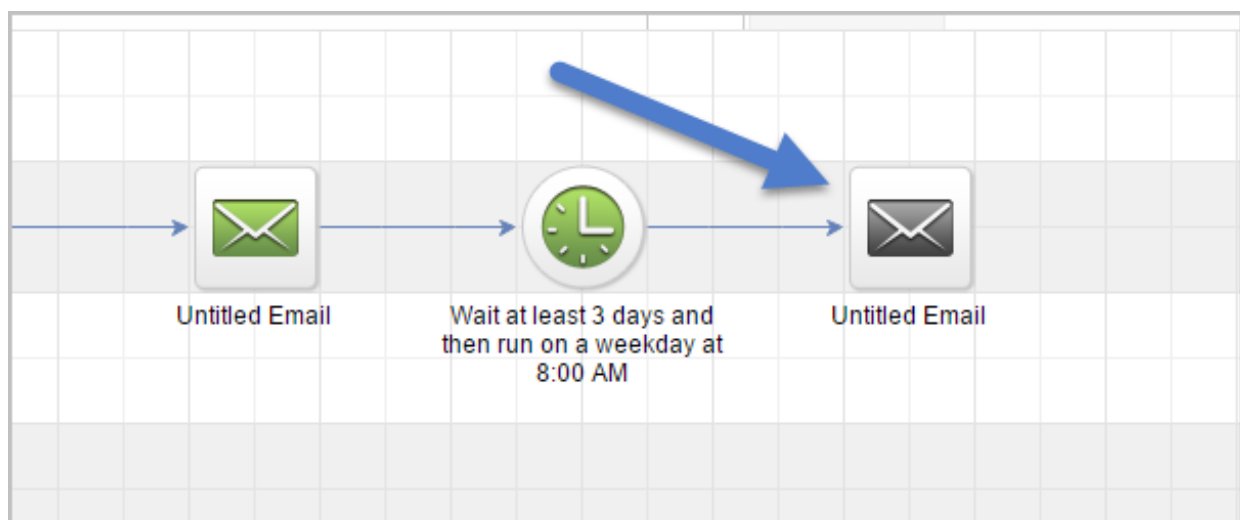 Untitled Email
Wait at least 3 days and
then run on a weekday at
8:00 AM
Untitled Email